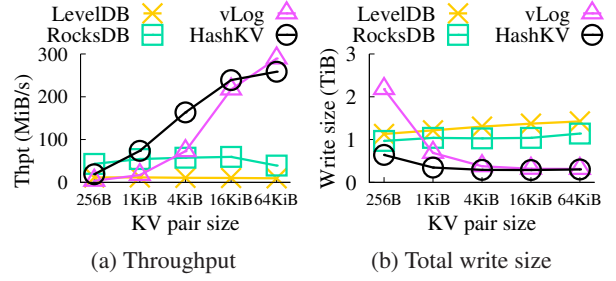 LevelDB
RocksDB
vLog
HashKV
Thpt (MiB/s)
300
200
100
0
256B
1KiB
4KiB
16KiB
64KiB
KV pair size
(a) Throughput
LevelDB
RocksDB
vLog
HashKV
Write size (TiB)
3
2
1
0
256B
1KiB
4KiB
16KiB
64KiB
KV pair size
(b) Total write size